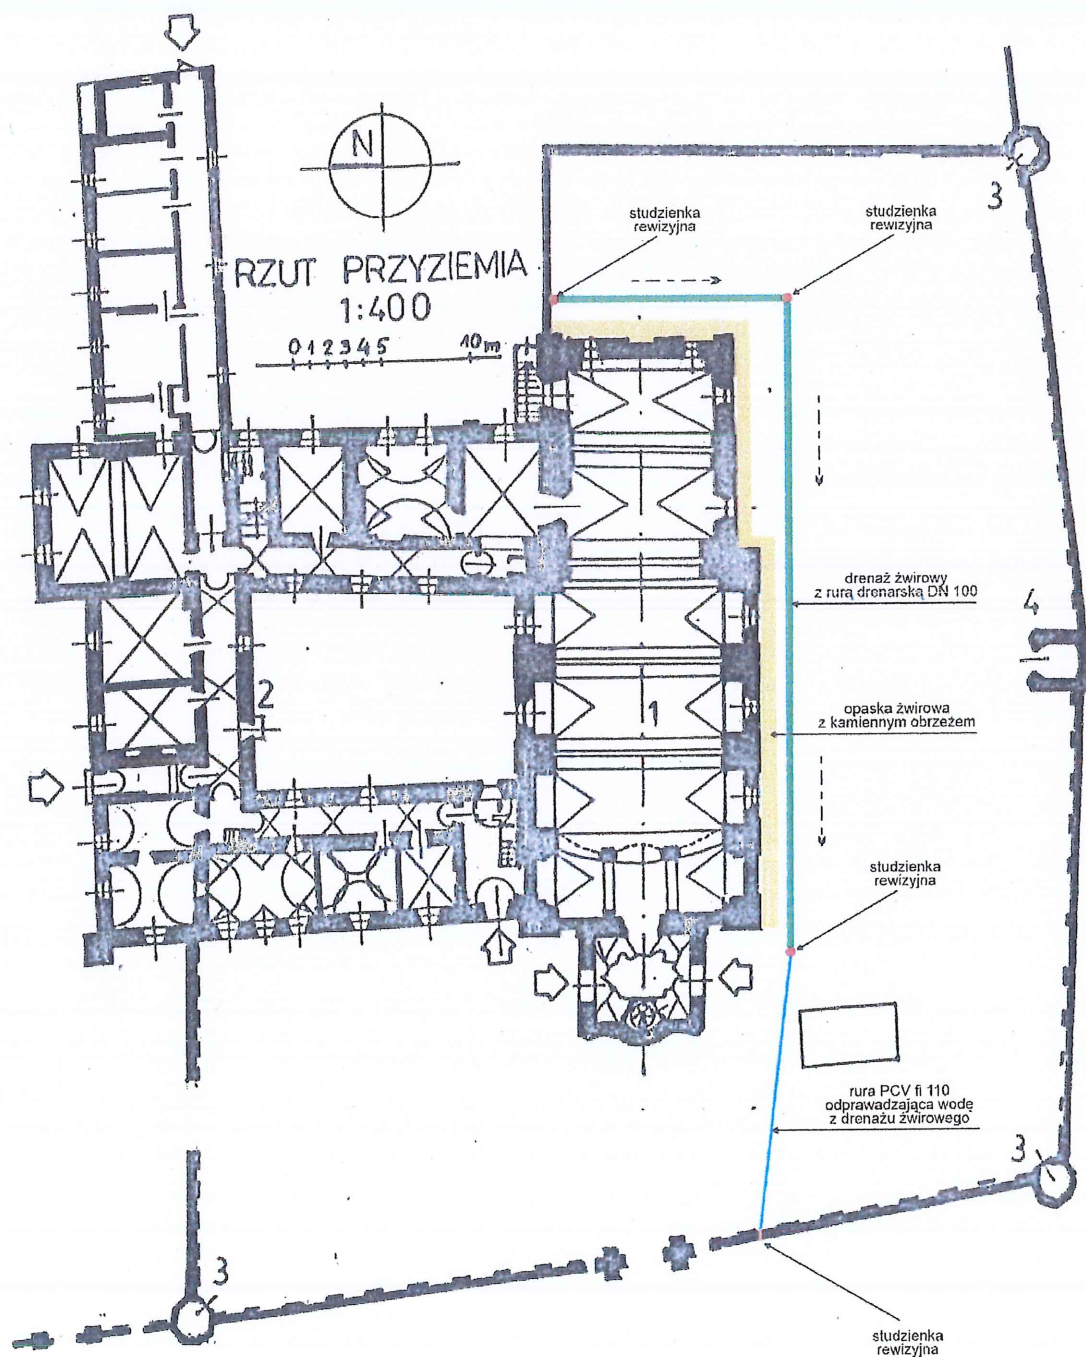 N
RZUT PRZYZIEMIA
1:400
0 1 2 3 4 5 10m
studzienka
rewizyjna
studzienka
rewizyjna
3
drenaż żwirowy
z rurą drenarską DN 100
4
opaska żwirowa
z kamiennym obrzeżem
1
2
studzienka
rewizyjna
rura PCV fi 110
odprawadzająca wodę
z drenażu żwirowego
3
3
studzienka
rewizyjna